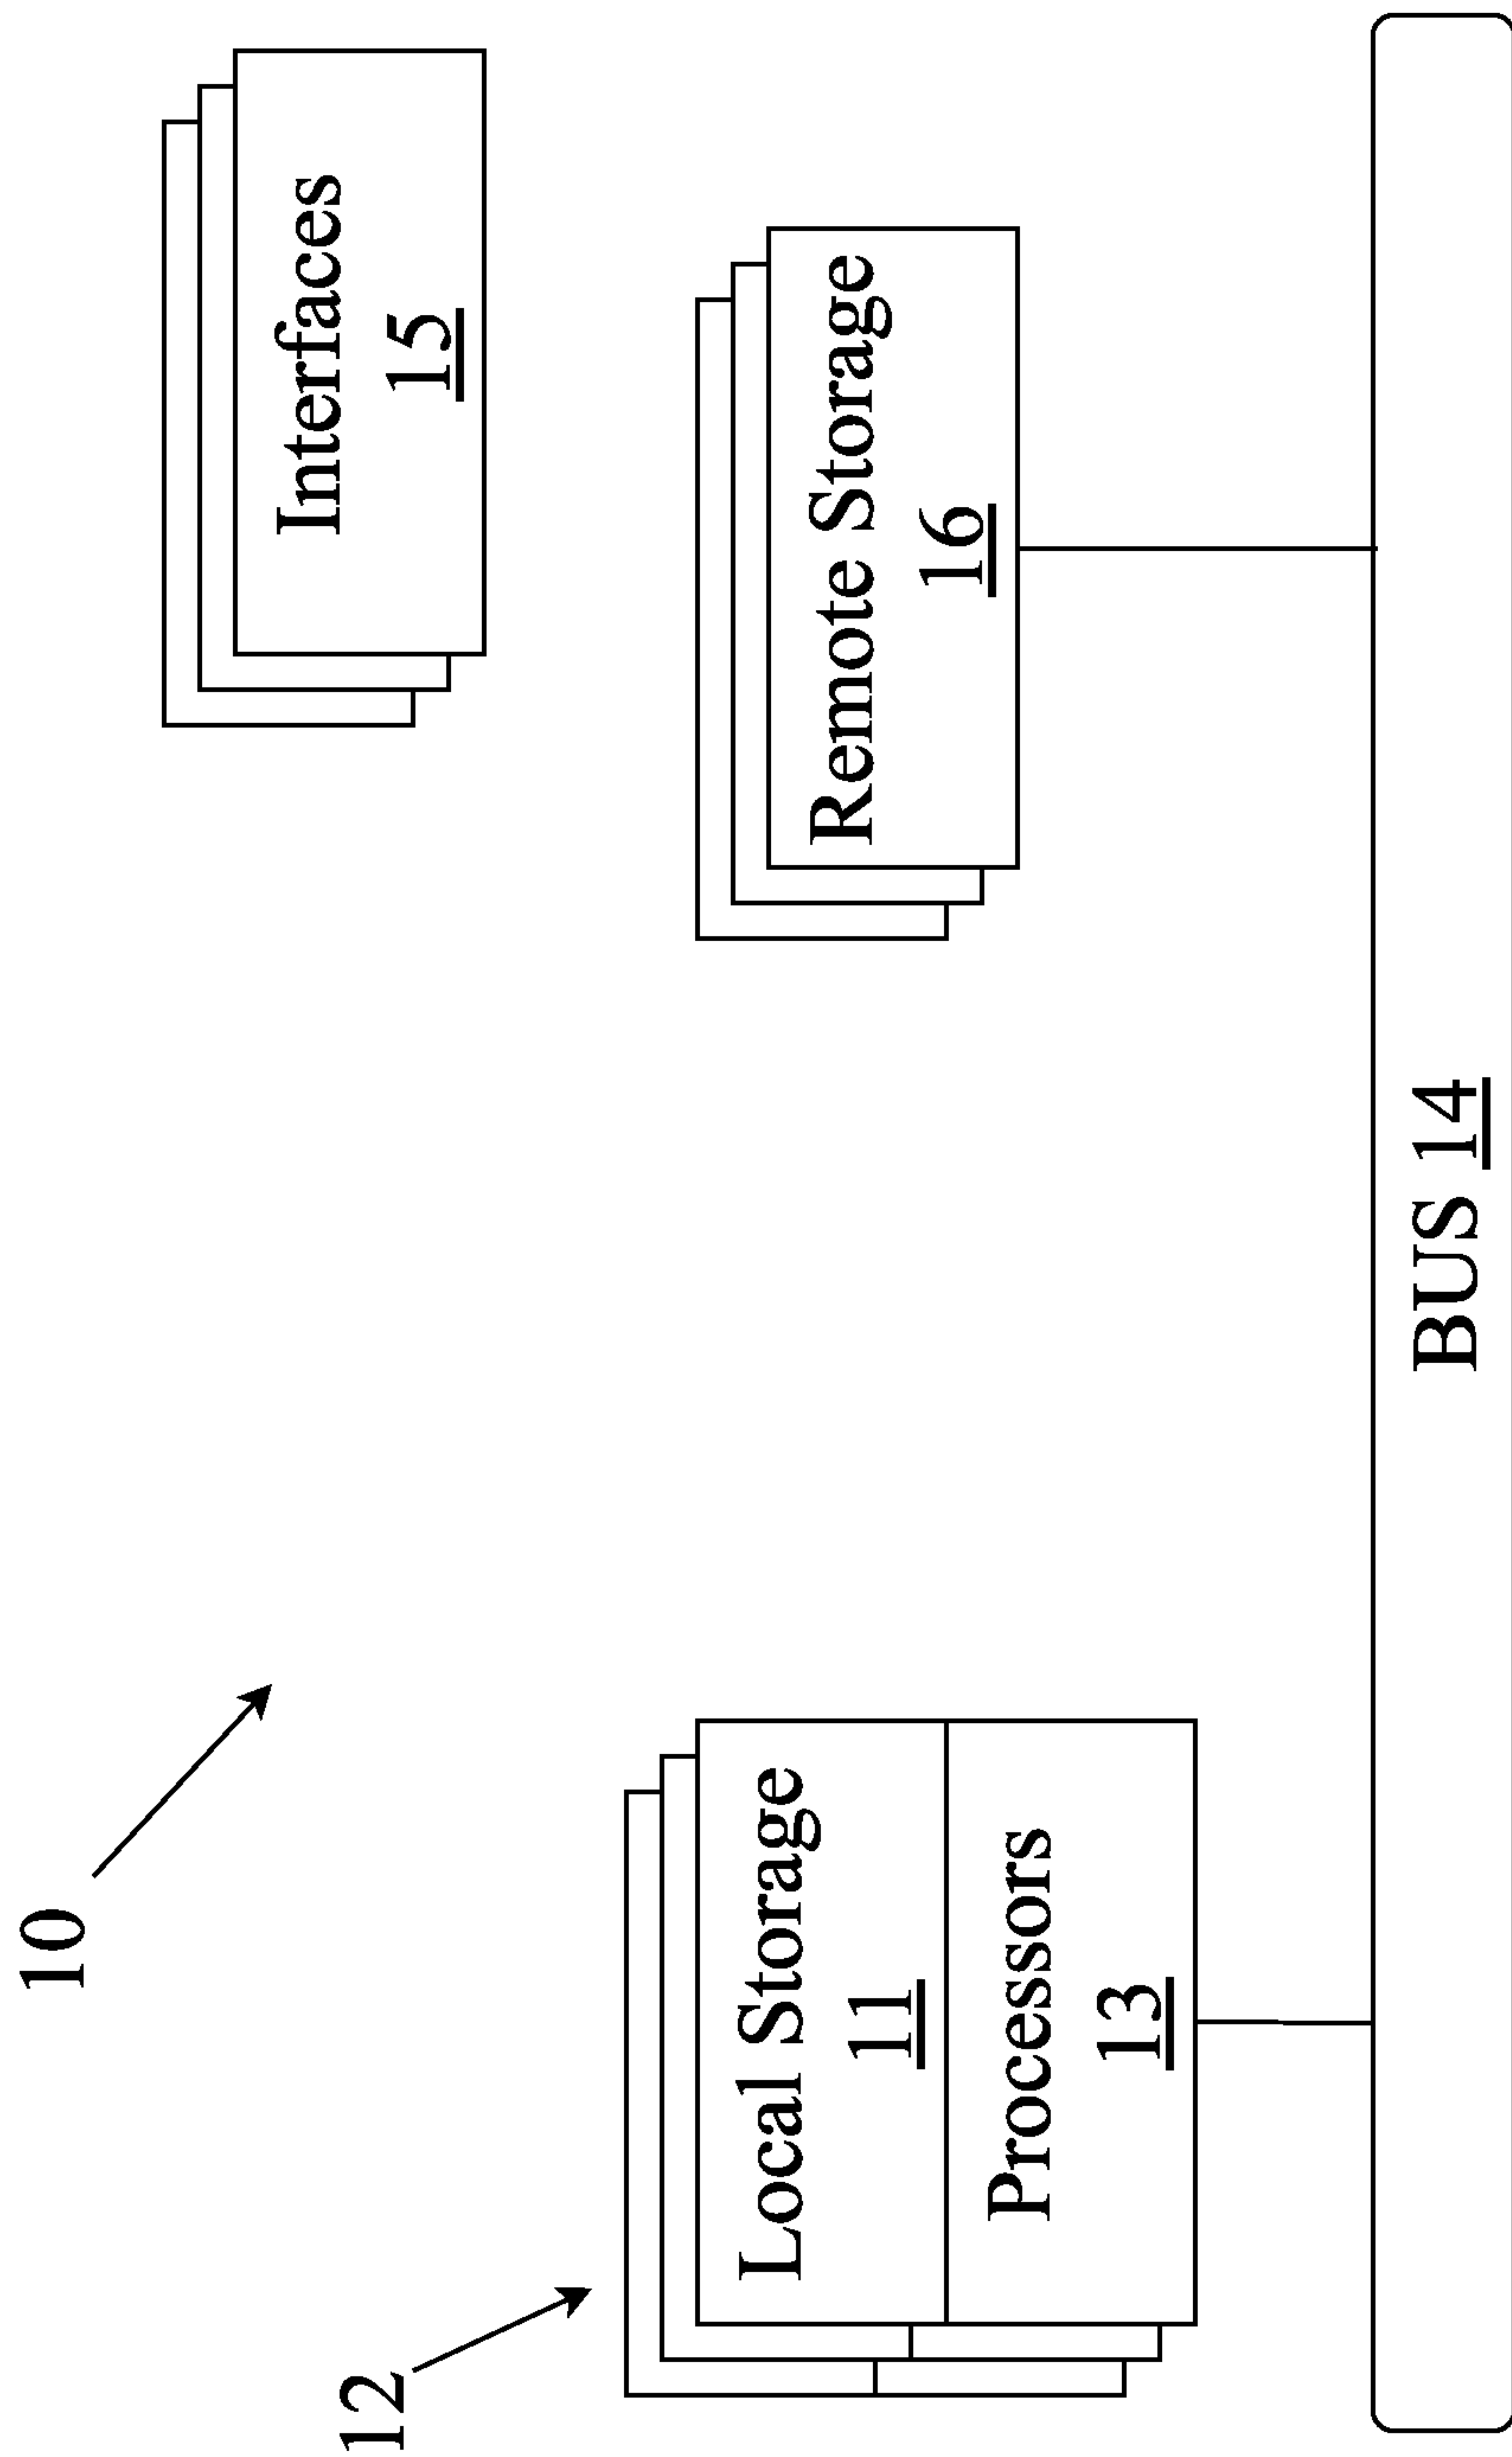 10
12
Local Storage
11
Processors
13
Interfaces
15
Remote Storage
16
BUS 14